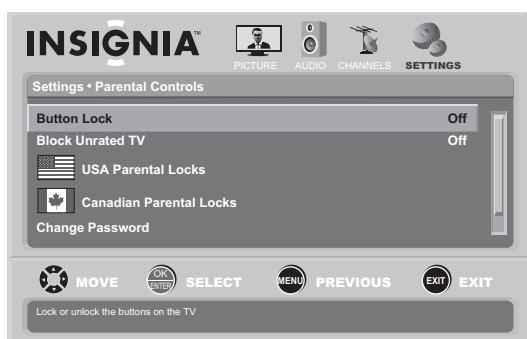 INSIGNIA™
PICTURE AUDIO CHANNELS SETTINGS
Settings • Parental Controls
Button Lock Off
Block Unrated TV Off
USA Parental Locks
Canadian Parental Locks
Change Password
MOVE OK ENTER SELECT MENU PREVIOUS EXIT EXIT
Lock or unlock the buttons on the TV